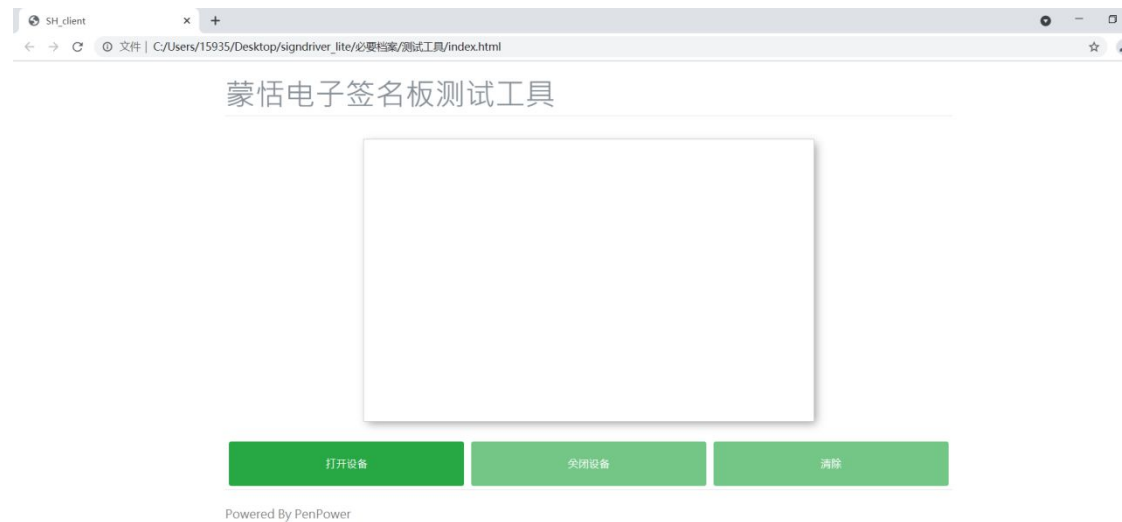 SH_client
文件 | C:/Users/15935/Desktop/signdriver_lite/必要档案/测试工具/index.html
蒙恬电子签名板测试工具
打开设备 关闭设备 清除
Powered By PenPower